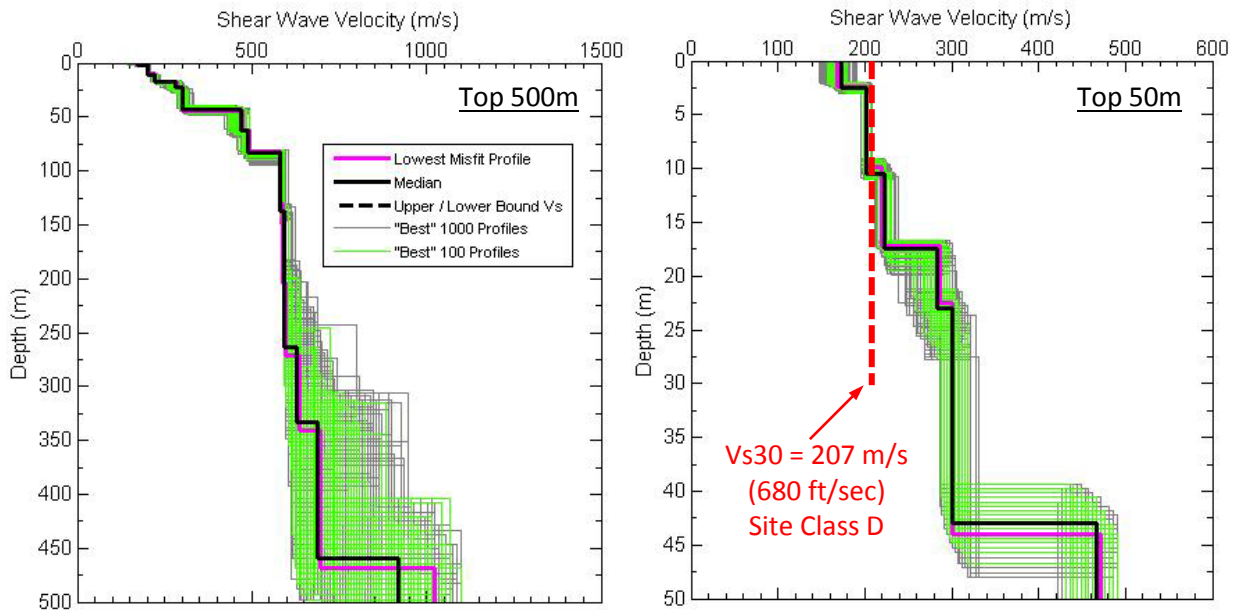 Shear Wave Velocity (m/s)
0 500 1000 1500
0
50
100
150
200
250
300
350
400
450
500
Depth (m)
Top 500m
Lowest Misfit Profile
Median
Upper / Lower Bound Vs
"Best" 1000 Profiles
"Best" 100 Profiles
Shear Wave Velocity (m/s)
0 100 200 300 400 500 600
0
5
10
15
20
25
30
35
40
45
50
Depth (m)
Top 50m
Vs30 = 207 m/s
(680 ft/sec)
Site Class D